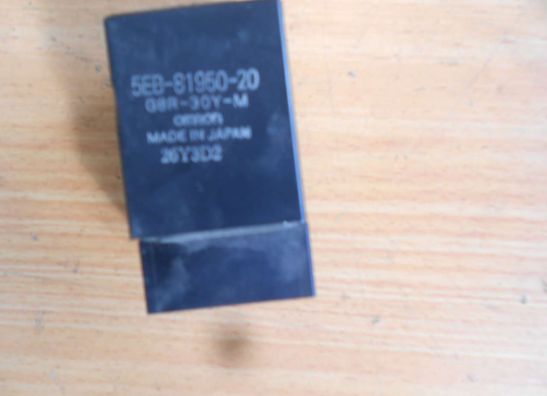 5EB-81950-20
G8R-30Y-M
omron
MADE IN JAPAN
26Y3D2